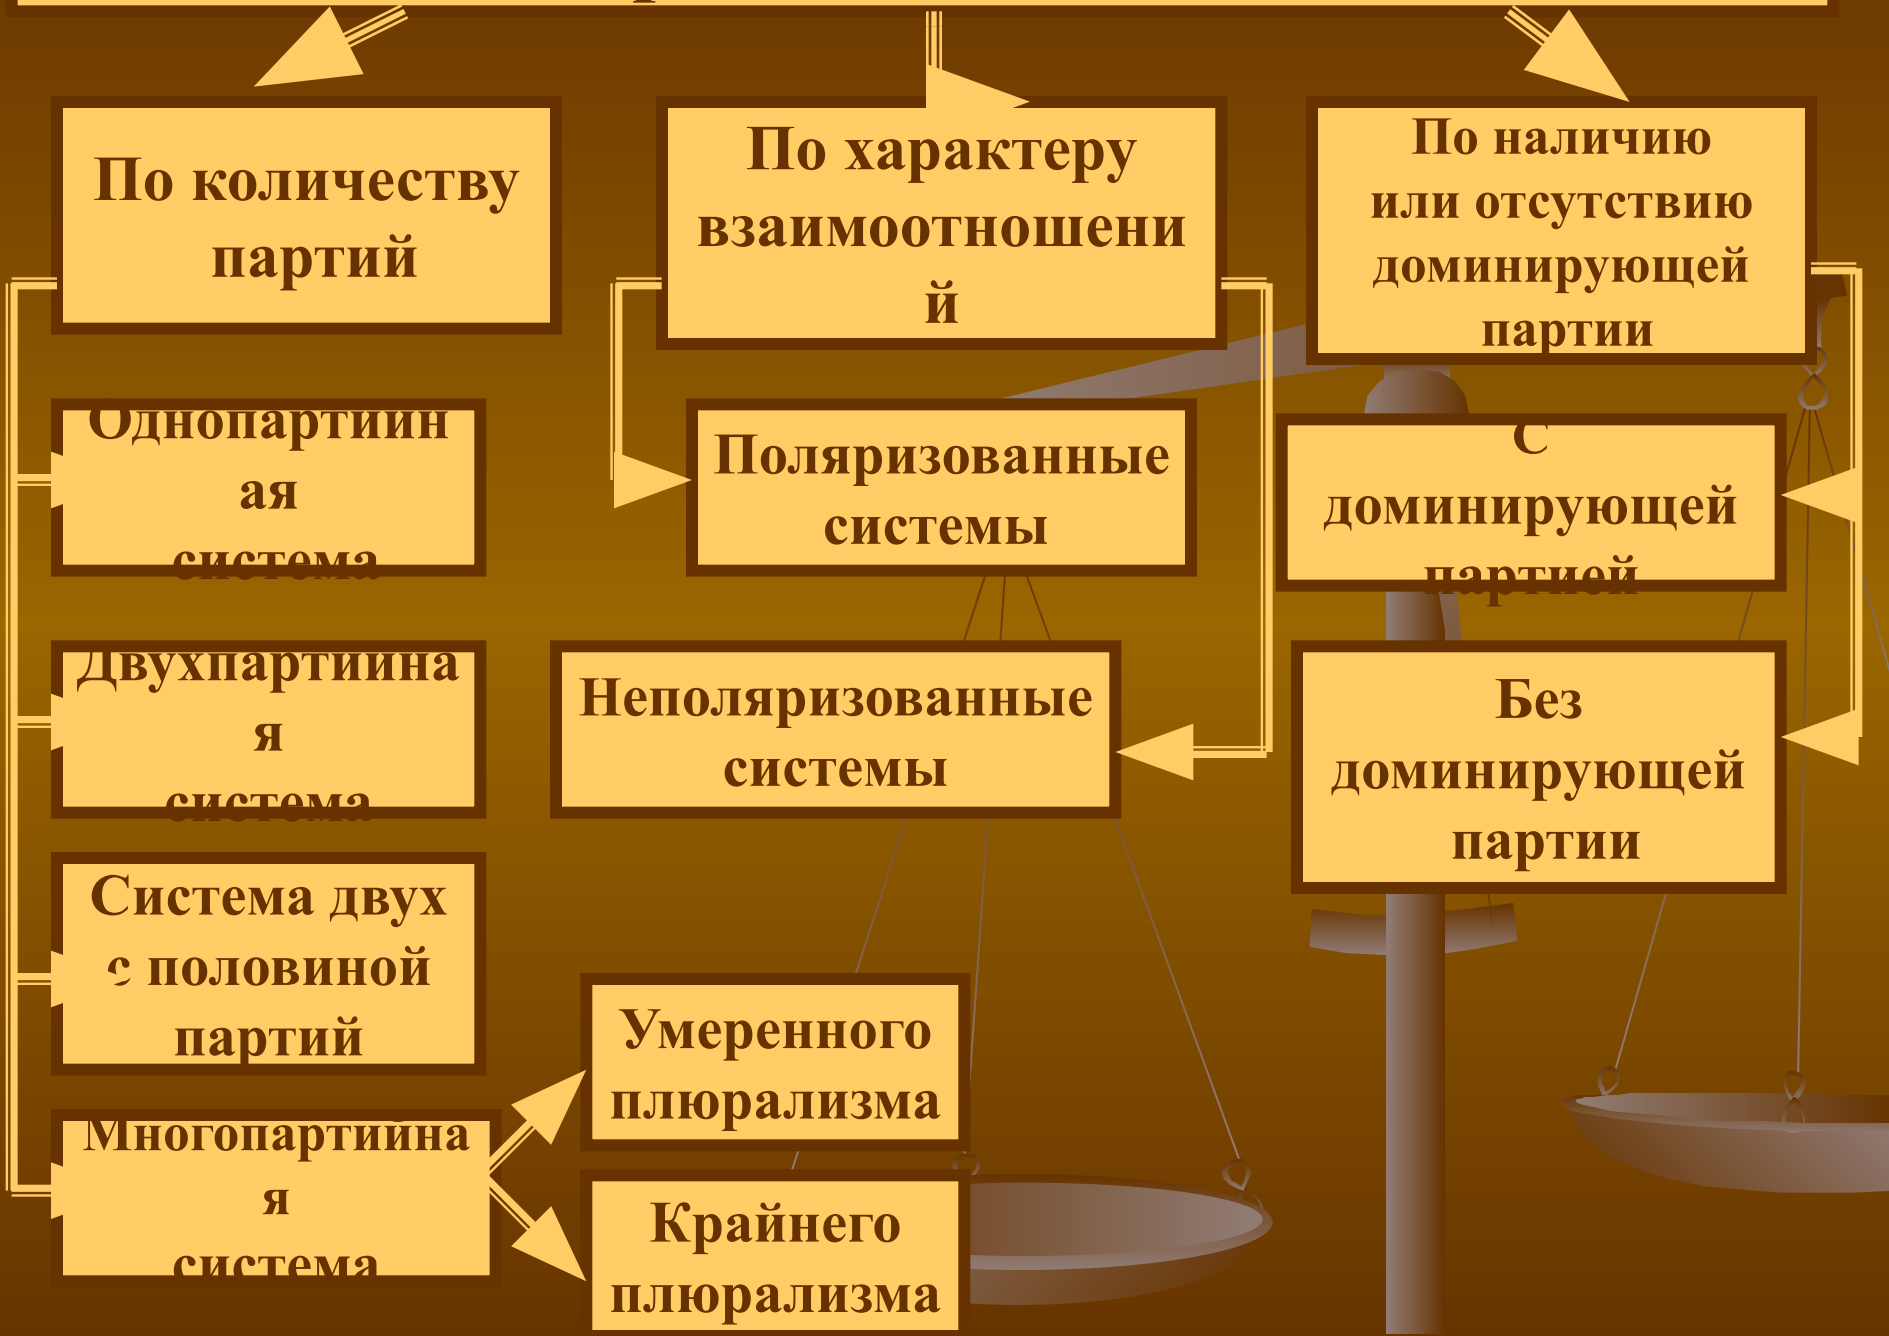 По количеству
партий
По характеру
взаимоотношени
й
По наличию
или отсутствию
доминирующей
партии
Однопартийн
ая
система
Двухпартийна
я
система
Система двух
с половиной
партий
Многопартийна
я
система
Поляризованные
системы
Неполяризованные
системы
Умеренного
плюрализма
Крайнего
плюрализма
С
доминирующей
партией
Без
доминирующей
партии